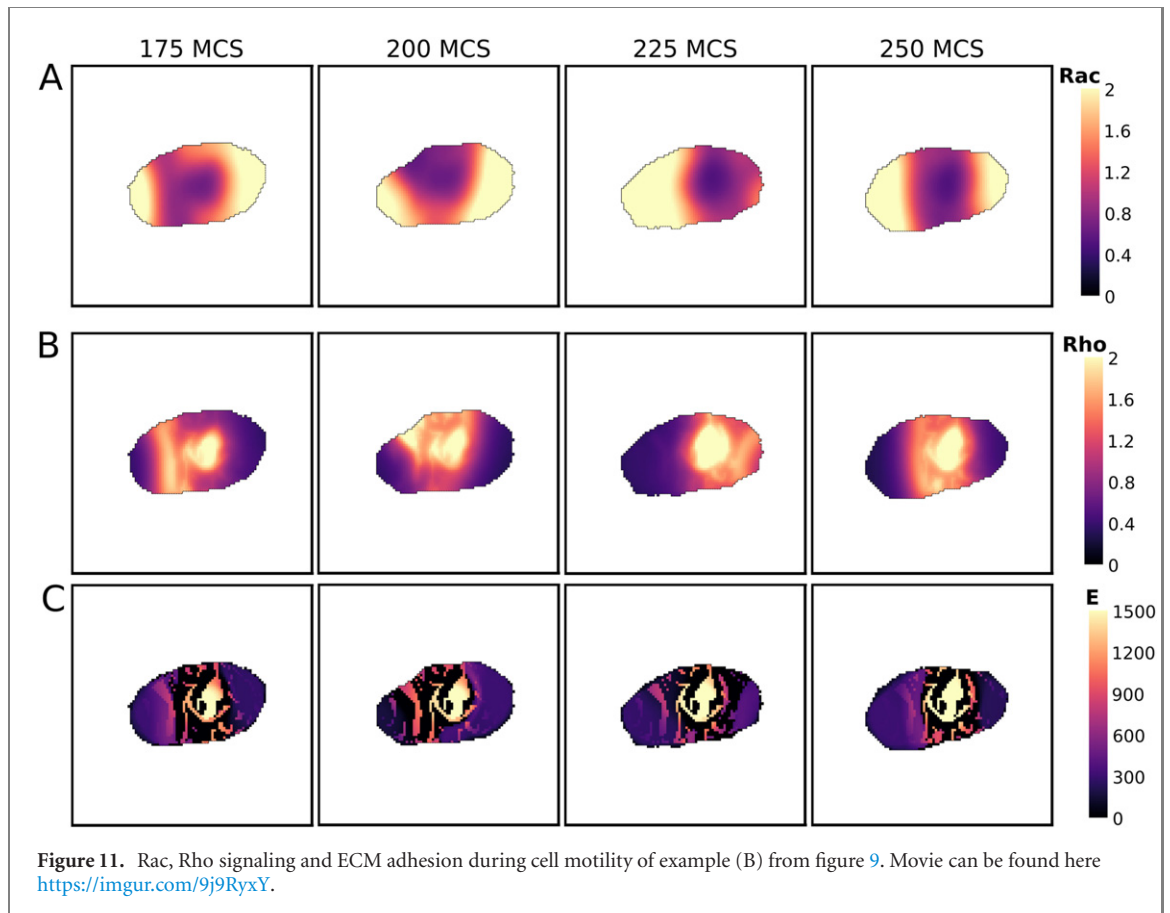 175 MCS 200 MCS 225 MCS 250 MCS
A
Rac
2
1.6
1.2
0.8
0.4
0
B
Rho
2
1.6
1.2
0.8
0.4
0
C
E
1500
1200
900
600
300
0
Figure 11. Rac, Rho signaling and ECM adhesion during cell motility of example (B) from figure 9. Movie can be found here
https://imgur.com/9j9RyxY.